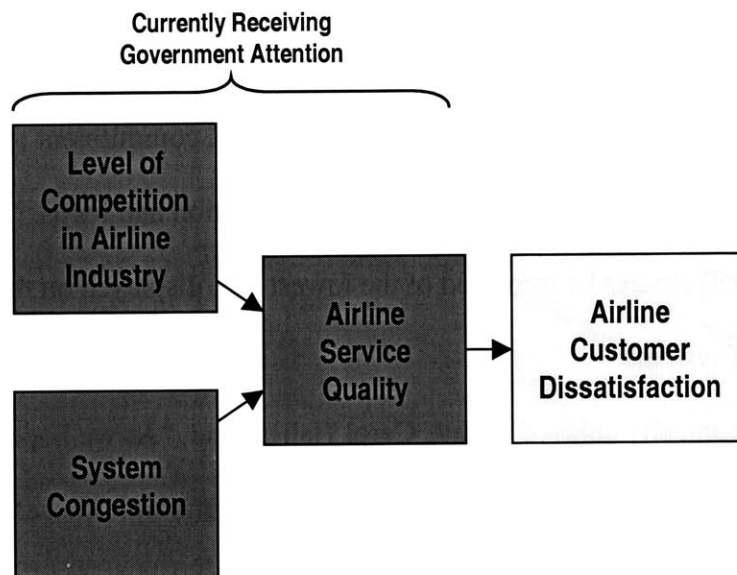 Currently Receiving
Government Attention
Level of
Competition
in Airline
Industry
Airline
Service
Quality
Airline
Customer
Dissatisfaction
System
Congestion